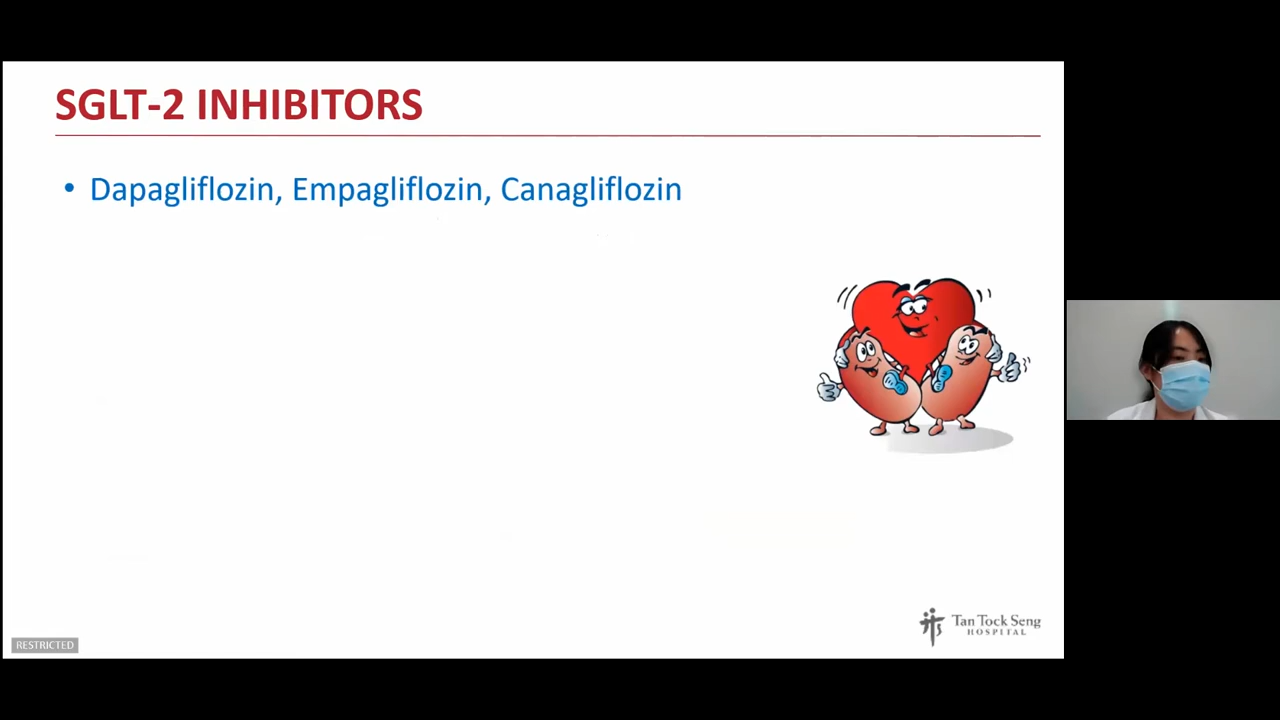 SGLT-2 INHIBITORS
• Dapagliflozin, Empagliflozin, Canagliflozin
Tan Tock Seng
HOSPITAL
RESTRICTED